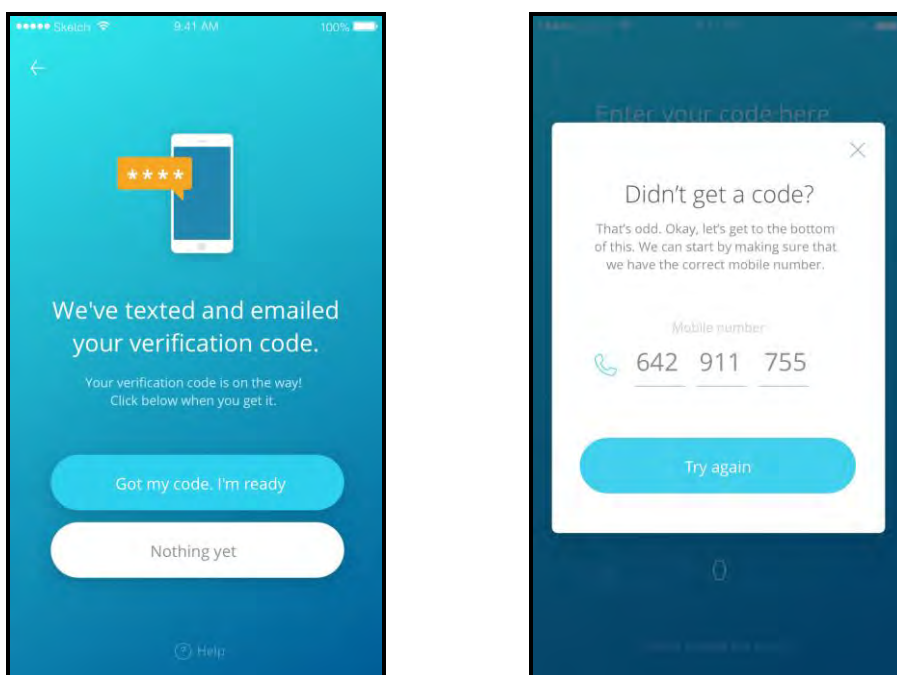 Sketch 9:41 AM 100%
****
We've texted and emailed
your verification code.
Your verification code is on the way!
Click below when you get it.
Got my code. I'm ready
Nothing yet
? Help
Enter your code here
Didn't get a code?
That's odd. Okay, let's get to the bottom
of this. We can start by making sure that
we have the correct mobile number.
Mobile number
642 911 755
Try again